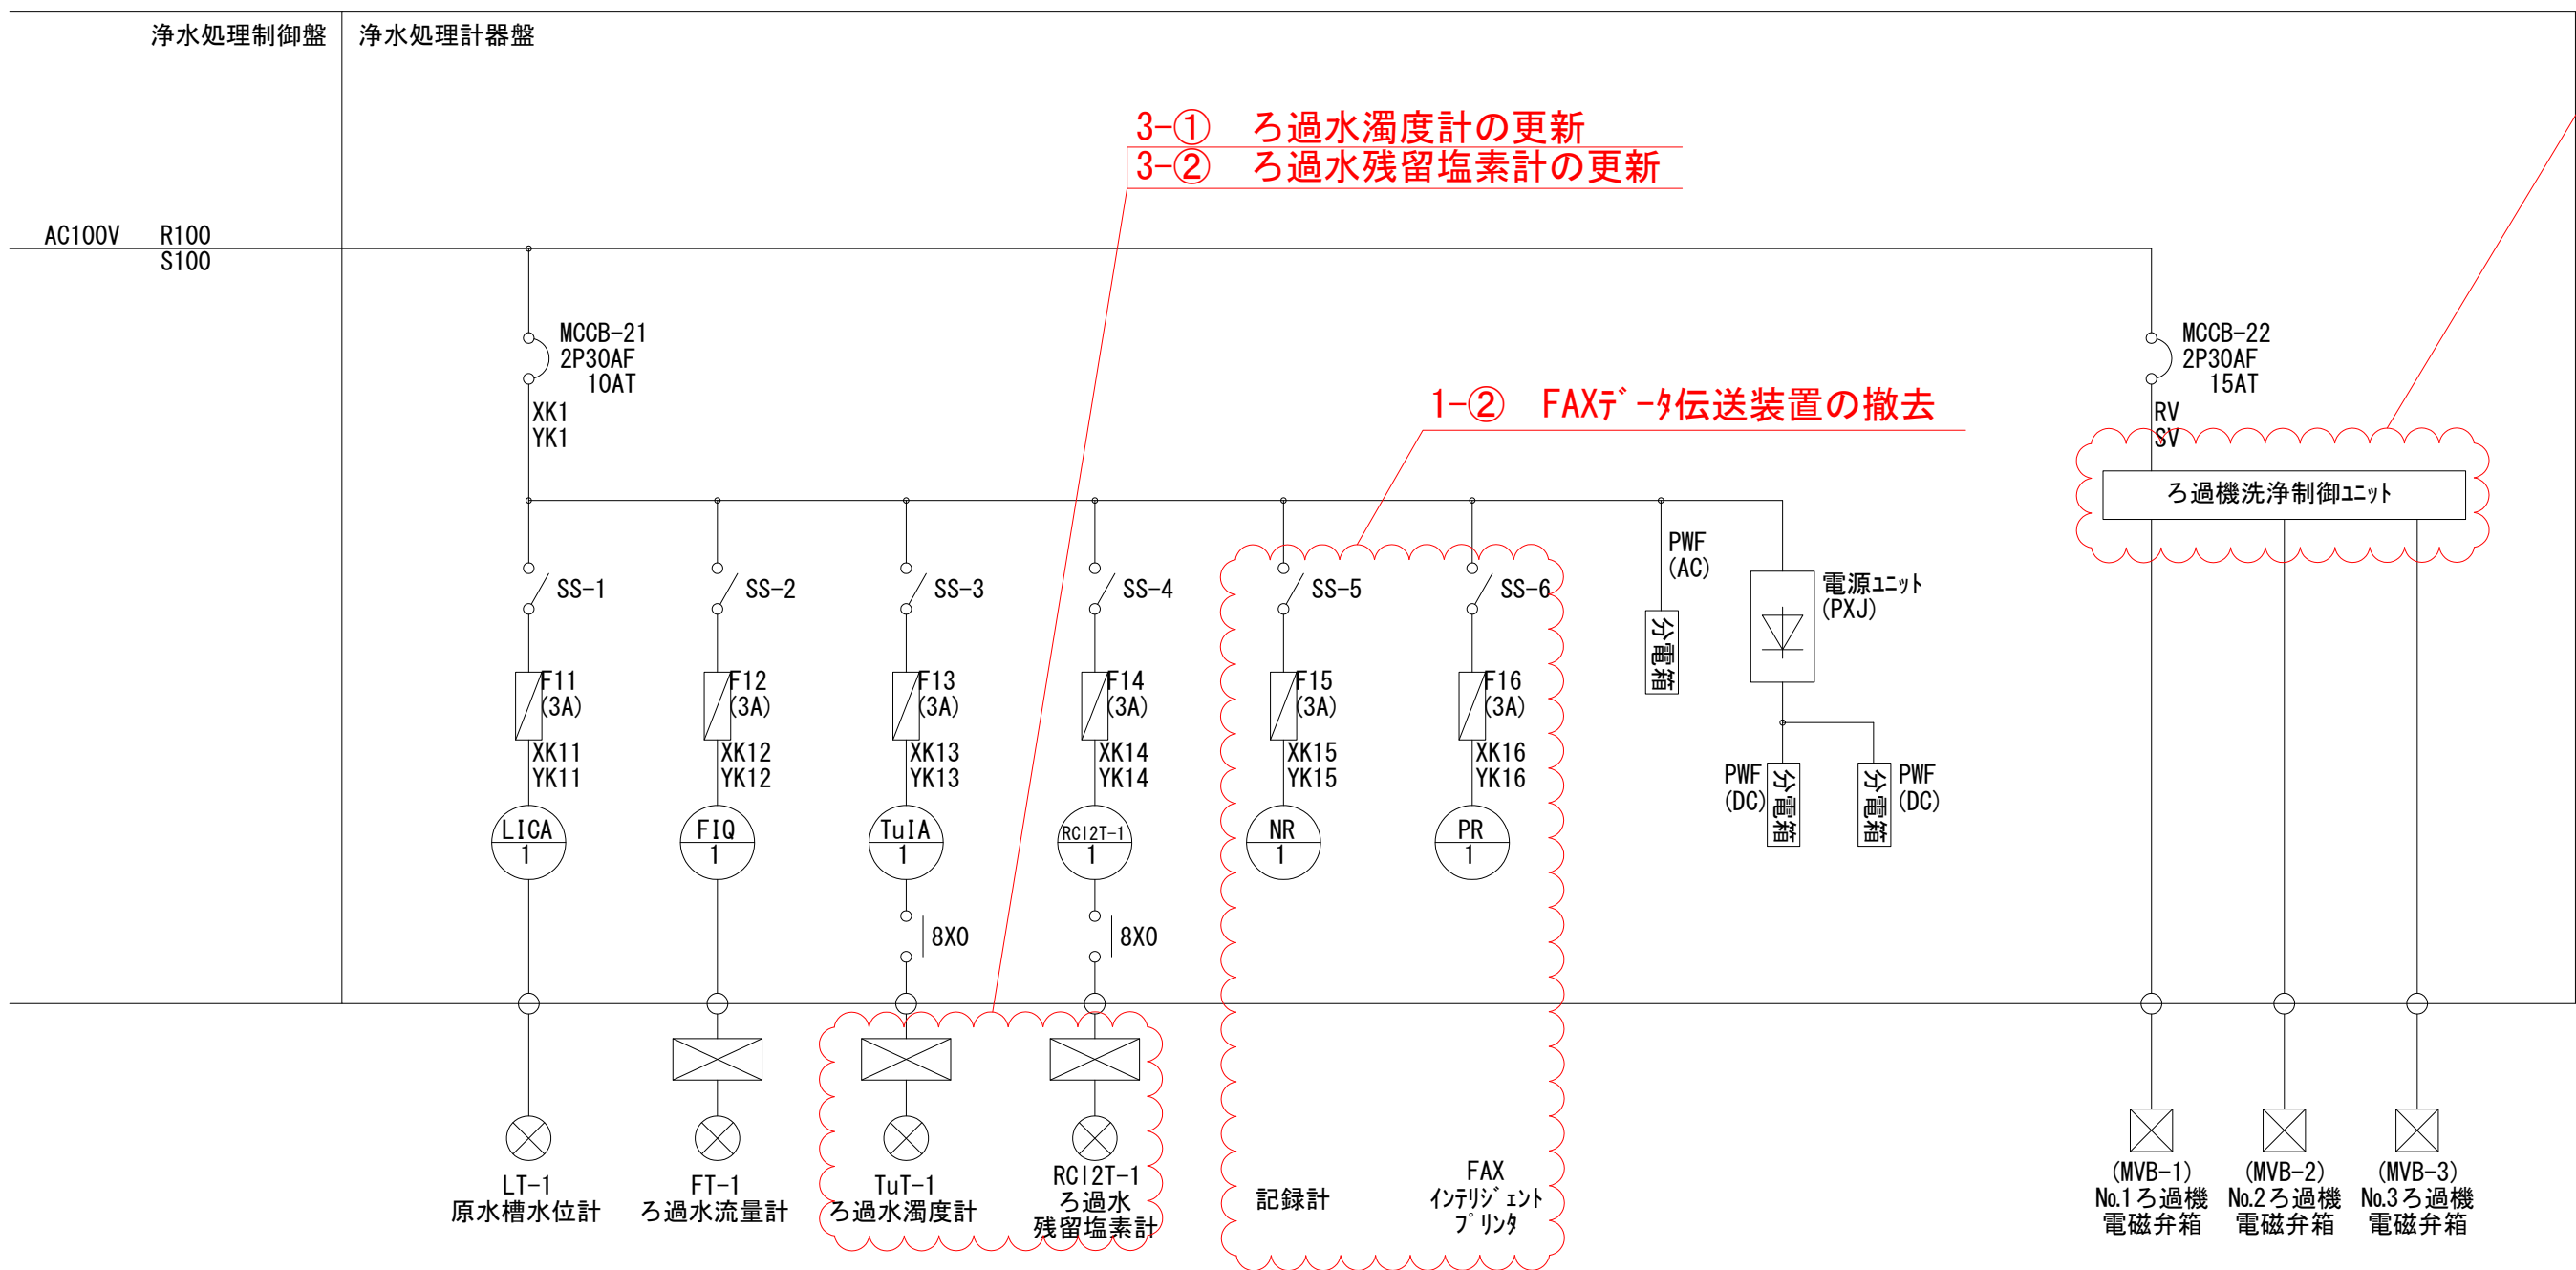 浄水処理制御盤
浄水処理計器盤
3-①　ろ過水濁度計の更新
3-②　ろ過水残留塩素計の更新
AC100V
R100
S100
MCCB-21
2P30AF
10AT
XK1
YK1
1-②　FAXﾃﾞｰﾀ伝送装置の撤去
MCCB-22
2P30AF
15AT
RV
SV
ろ過機洗浄制御ﾕﾆｯﾄ
SS-1
SS-2
SS-3
SS-4
SS-5
SS-6
PWF
(AC)
分電箱
電源ﾕﾆｯﾄ
(PXJ)
F11
(3A)
F12
(3A)
F13
(3A)
F14
(3A)
F15
(3A)
F16
(3A)
XK11
YK11
XK12
YK12
XK13
YK13
XK14
YK14
XK15
YK15
XK16
YK16
PWF
(DC)
分電箱
分電箱
PWF
(DC)
LICA
1
FIQ
1
TuIA
1
RCl2T-1
1
NR
1
PR
1
8X0
8X0
LT-1
原水槽水位計
FT-1
ろ過水流量計
TuT-1
ろ過水濁度計
RCl2T-1
ろ過水
残留塩素計
記録計
FAX
ｲﾝﾃﾘｼﾞｪﾝﾄ
ﾌﾟﾘﾝﾀ
(MVB-1)
№1ろ過機
電磁弁箱
(MVB-2)
№2ろ過機
電磁弁箱
(MVB-3)
№3ろ過機
電磁弁箱